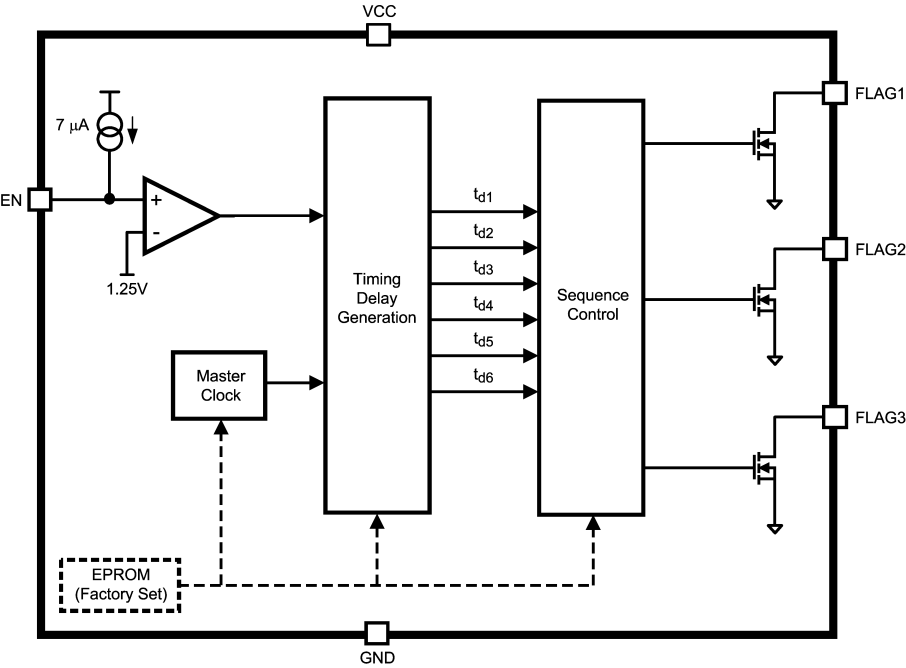 VCC
FLAG1
7 μA
EN
+
-
1.25V
Timing
Delay
Generation
td1
td2
td3
td4
td5
td6
Sequence
Control
FLAG2
Master
Clock
FLAG3
EPROM
(Factory Set)
GND